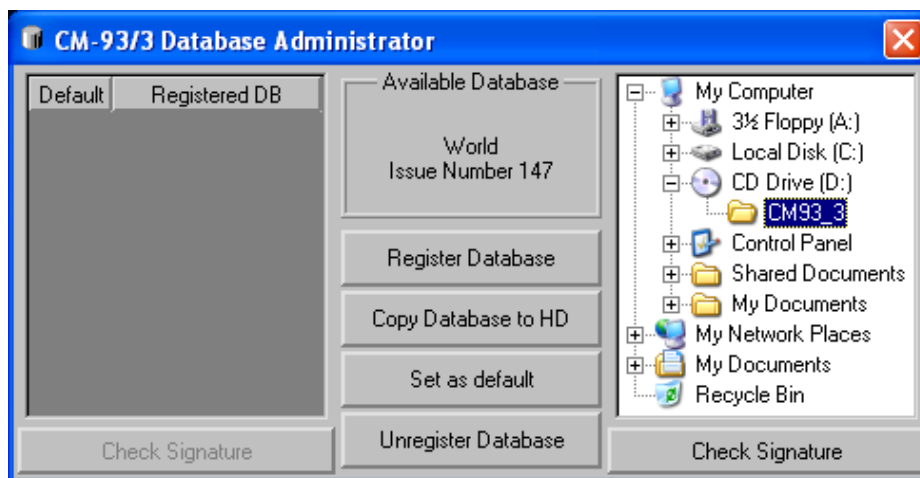 CM-93/3 Database Administrator
Default Registered DB
Check Signature
Available Database
World
Issue Number 147
Register Database
Copy Database to HD
Set as default
Unregister Database
My Computer
3½ Floppy (A:)
Local Disk (C:)
CD Drive (D:)
CM93_3
Control Panel
Shared Documents
My Documents
My Network Places
My Documents
Recycle Bin
Check Signature